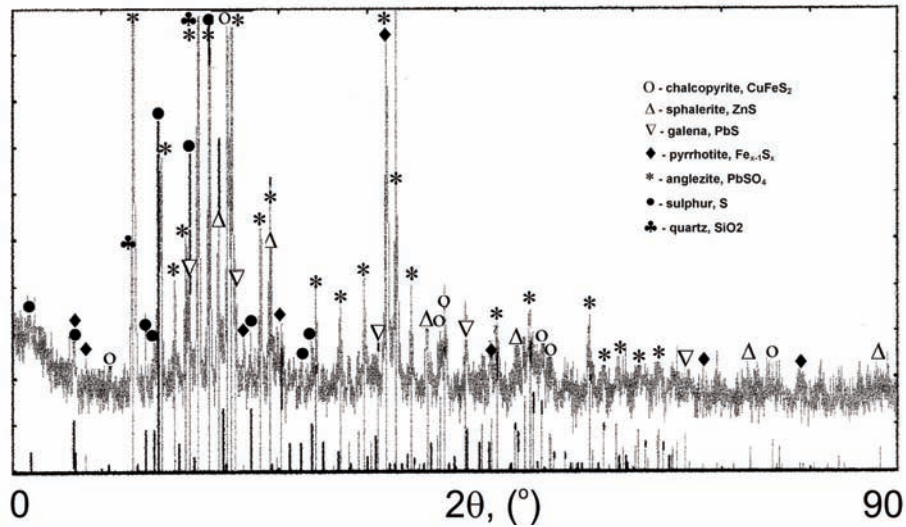 O - chalcopyrite, CuFeS₂
Δ - sphalerite, ZnS
∇ - galena, PbS
♦ - pyrrhotite, Feₓ₋₁Sₓ
* - anglezite, PbSO₄
● - sulphur, S
♣ - quartz, SiO2
0 2θ, (°) 90